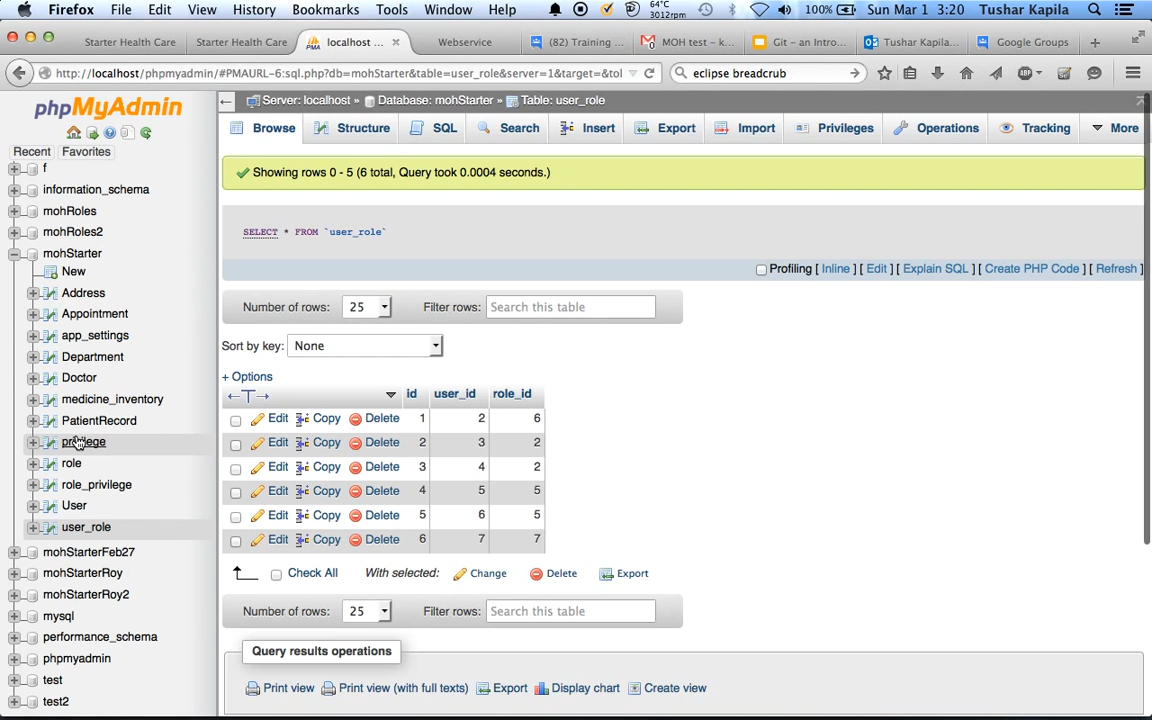 Firefox File Edit View History Bookmarks Tools Window Help 64°C 3012rpm 100% Sun Mar 1 3:20 Tushar Kapila
Starter Health Care Starter Health Care localhost ... Webservice (82) Training ... MOH test – k... Git – an Intro... Tushar Kapila... Google Groups
http://localhost/phpmyadmin/#PMAURL-6:sql.php?db=mohStarter&table=user_role&server=1&target=&tol eclipse breadcrub
phpMyAdmin
Recent Favorites
f
information_schema
mohRoles
mohRoles2
mohStarter
New
Address
Appointment
app_settings
Department
Doctor
medicine_inventory
PatientRecord
privilege
role
role_privilege
User
user_role
mohStarterFeb27
mohStarterRoy
mohStarterRoy2
mysql
performance_schema
phpmyadmin
test
test2
Server: localhost » Database: mohStarter » Table: user_role
Browse Structure SQL Search Insert Export Import Privileges Operations Tracking More
Showing rows 0 - 5 (6 total, Query took 0.0004 seconds.)
SELECT * FROM `user_role`
Profiling [ Inline ] [ Edit ] [ Explain SQL ] [ Create PHP Code ] [ Refresh ]
Number of rows: 25 Filter rows: Search this table
Sort by key: None
+ Options
←T→ id user_id role_id
Edit Copy Delete 1 2 6
Edit Copy Delete 2 3 2
Edit Copy Delete 3 4 2
Edit Copy Delete 4 5 5
Edit Copy Delete 5 6 5
Edit Copy Delete 6 7 7
Check All With selected: Change Delete Export
Number of rows: 25 Filter rows: Search this table
Query results operations
Print view Print view (with full texts) Export Display chart Create view